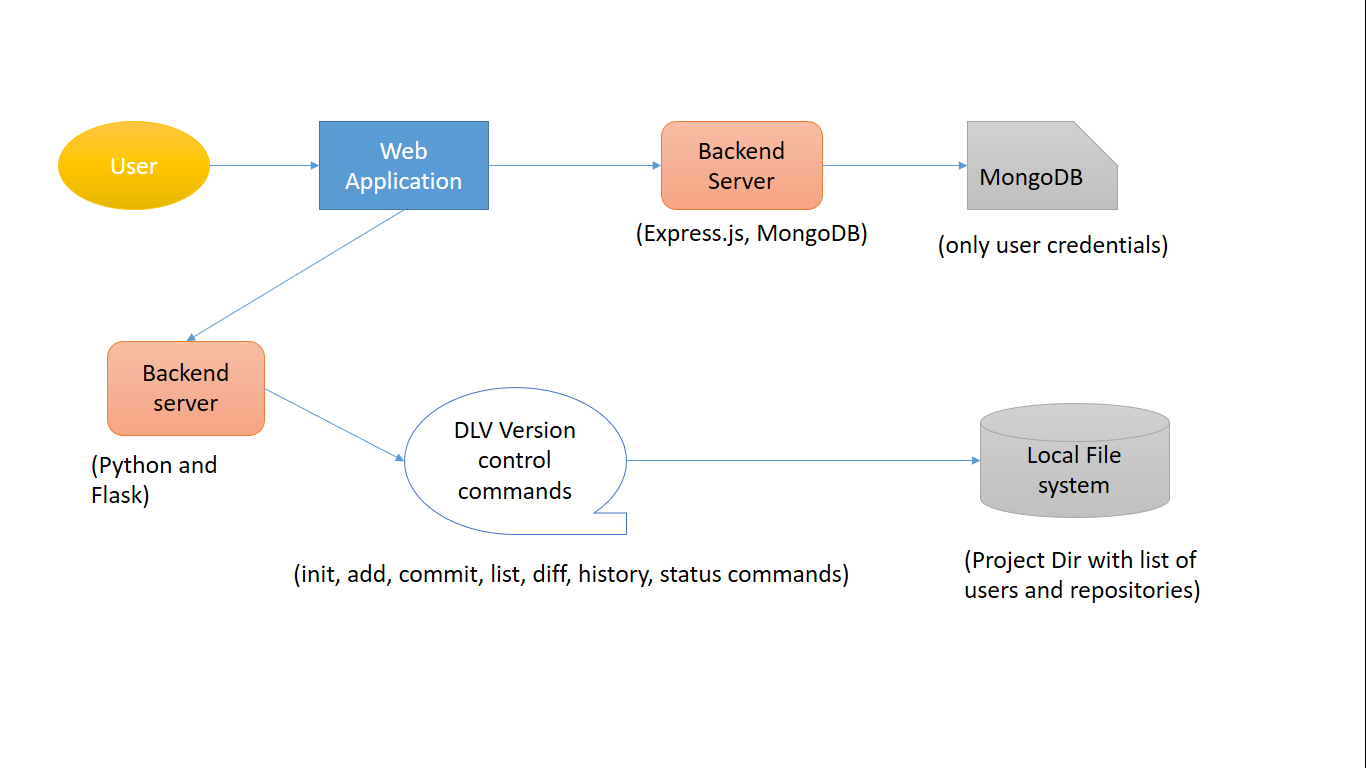 User
Web
Application
Backend
Server
MongoDB
(Express.js, MongoDB)
(only user credentials)
Backend
server
(Python and
Flask)
DLV Version
control
commands
Local File
system
(init, add, commit, list, diff, history, status commands)
(Project Dir with list of
users and repositories)